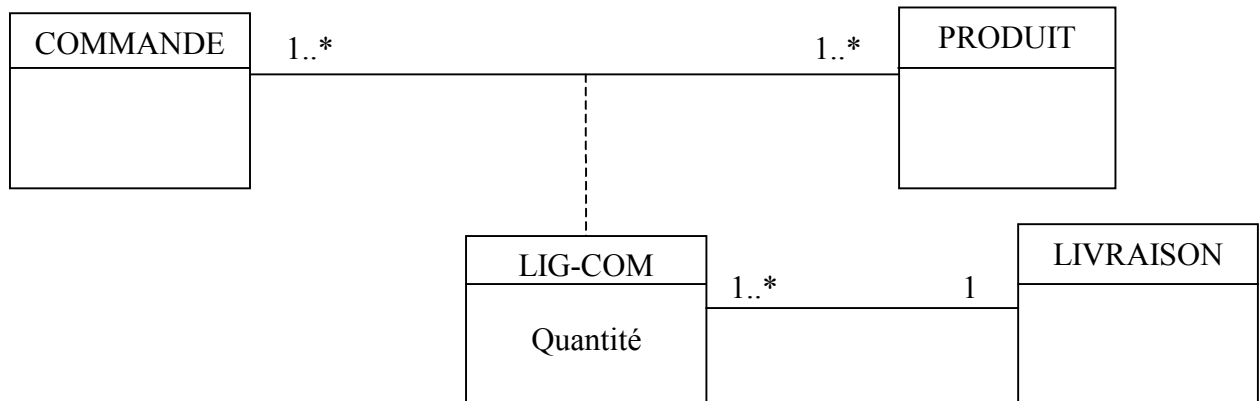 COMMANDE
1..*
1..*
PRODUIT
LIG-COM
Quantité
1..*
1
LIVRAISON